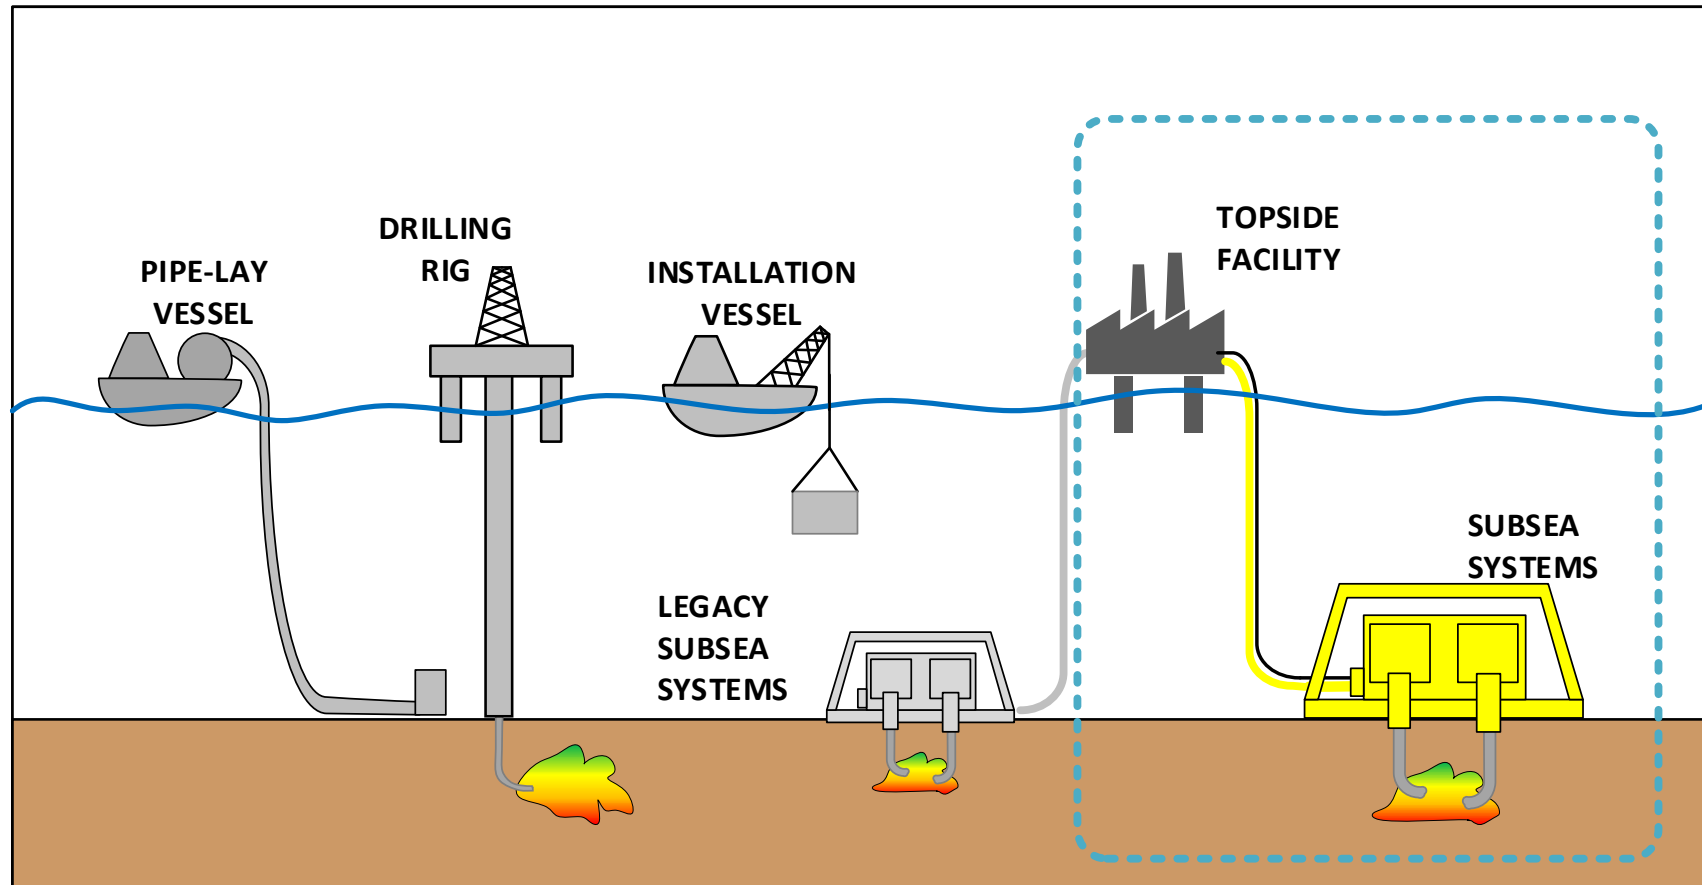 PIPE-LAY
VESSEL
DRILLING
RIG
INSTALLATION
VESSEL
TOPSIDE
FACILITY
LEGACY
SUBSEA
SYSTEMS
SUBSEA
SYSTEMS